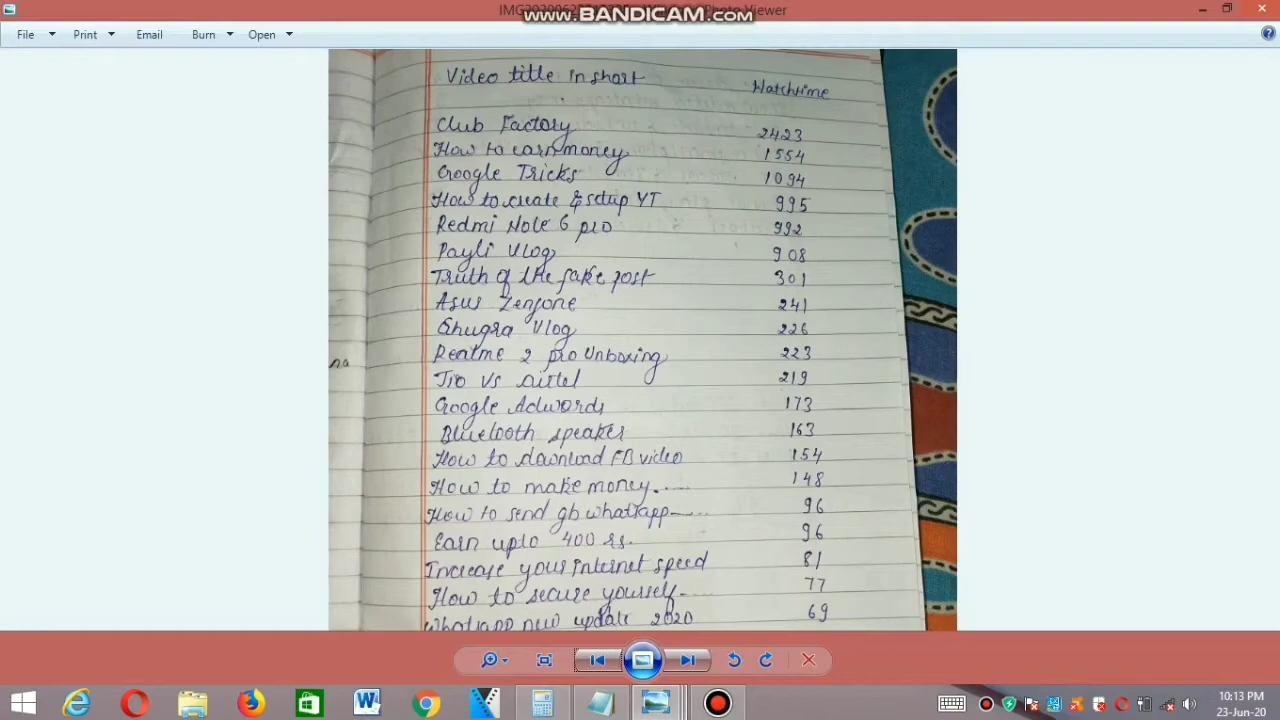 www.BANDICAM.com
File Print Email Burn Open
Video title in short Watchtime
Club Factory 2423
How to earn money 1554
Google Tricks 1094
How to create & setup YT 995
Redmi Note 6 pro 992
Payli Vlog 908
Truth of the fake post 301
Asus Zenfone 241
Ghugra Vlog 226
Realme 2 pro Unboxing 223
Jio vs Airtel 219
Google Adwords 173
Bluetooth speaker 163
How to download FB video 154
How to make money...... 148
How to send gb whatsapp...... 96
Earn upto 400 rs. 96
Increase your internet speed 81
How to secure yourself...... 77
Whatsapp new update 2020 69
na
10:13 PM
23-Jun-20